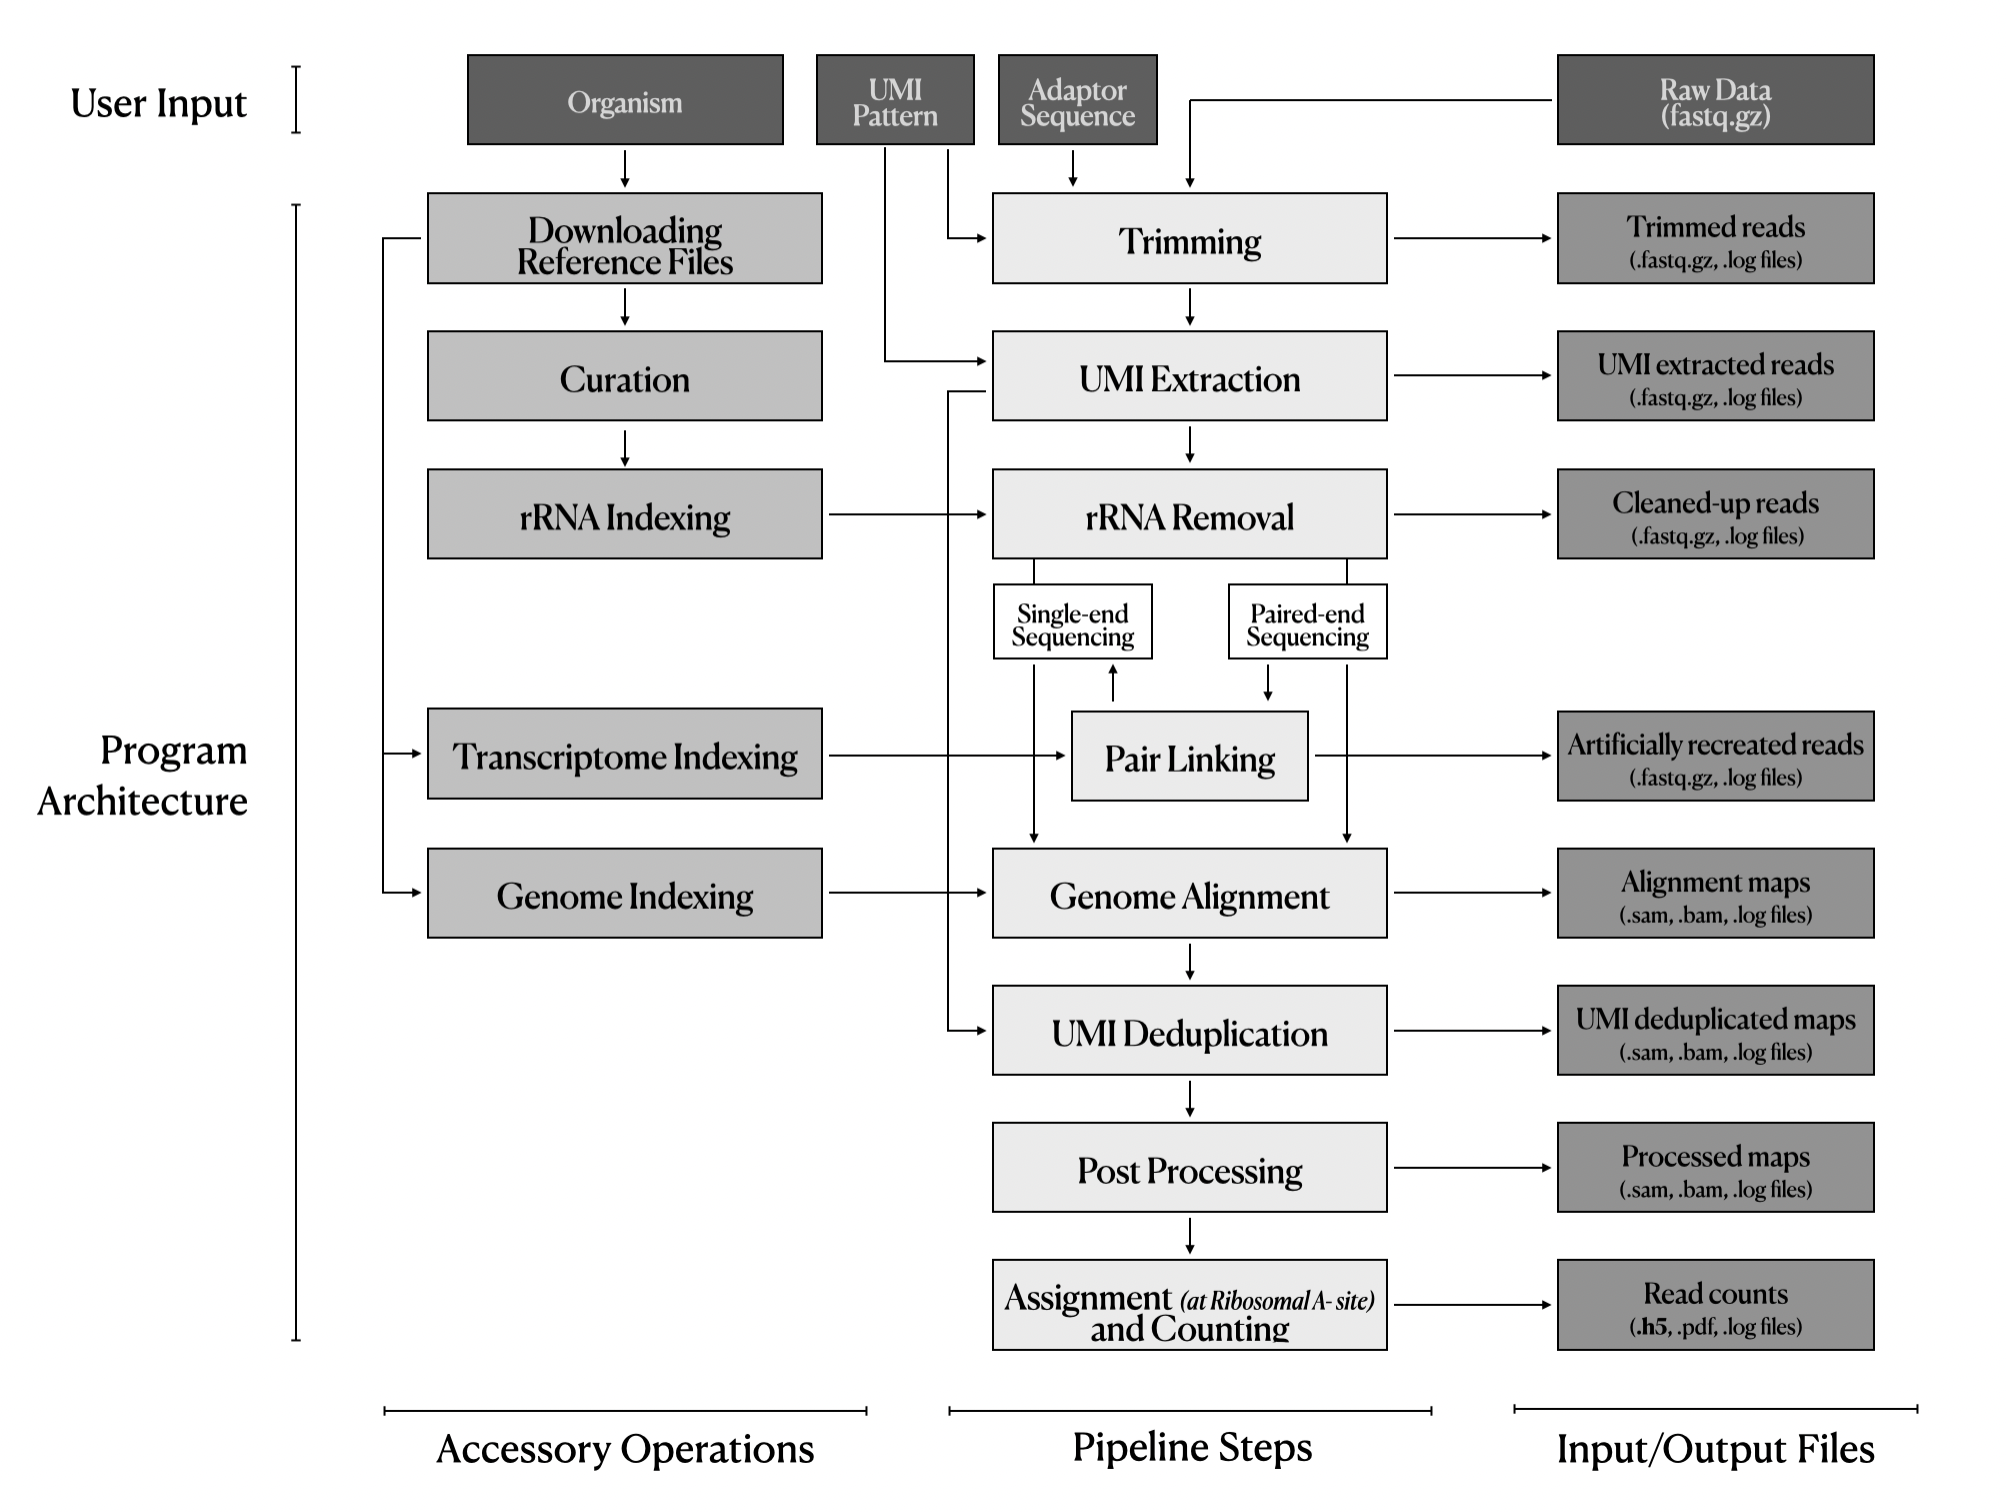 User Input
Organism
UMI
Pattern
Adaptor
Sequence
Raw Data
(fastq.gz)
Downloading
Reference Files
Trimming
Trimmed reads
(.fastq.gz, .log files)
Curation
UMI Extraction
UMI extracted reads
(.fastq.gz, .log files)
rRNA Indexing
rRNA Removal
Cleaned-up reads
(.fastq.gz, .log files)
Single-end
Sequencing
Paired-end
Sequencing
Program
Architecture
Transcriptome Indexing
Pair Linking
Artificially recreated reads
(.fastq.gz, .log files)
Genome Indexing
Genome Alignment
Alignment maps
(.sam, .bam, .log files)
UMI Deduplication
UMI deduplicated maps
(.sam, .bam, .log files)
Post Processing
Processed maps
(.sam, .bam, .log files)
Assignment (at Ribosomal A- site)
and Counting
Read counts
(.h5, .pdf, .log files)
Accessory Operations
Pipeline Steps
Input/Output Files